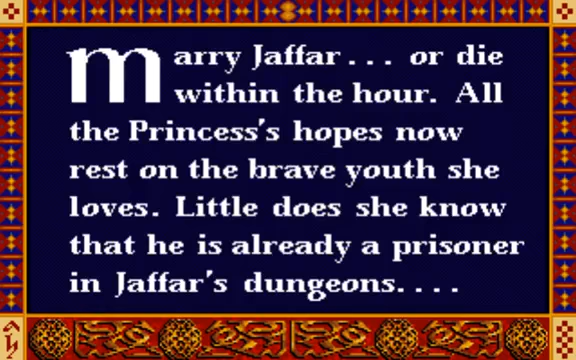 Marry Jaffar... or die
within the hour. All
the Princess's hopes now
rest on the brave youth she
loves. Little does she know
that he is already a prisoner
in Jaffar's dungeons....